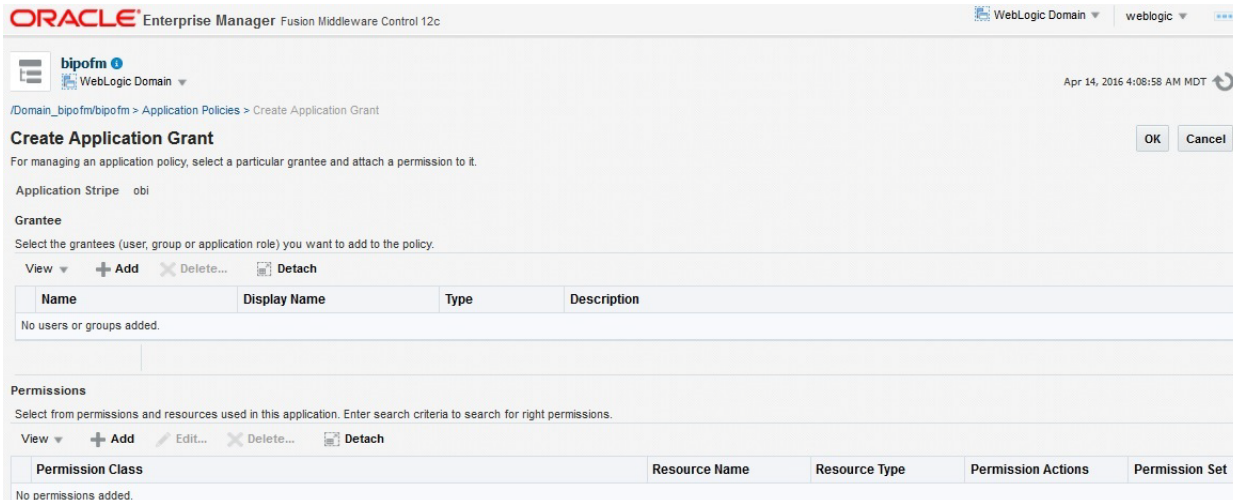 ORACLE Enterprise Manager Fusion Middleware Control 12c
WebLogic Domain
weblogic
bipofm
WebLogic Domain
Apr 14, 2016 4:08:58 AM MDT
/Domain_bipofm/bipofm > Application Policies > Create Application Grant
Create Application Grant
OK
Cancel
For managing an application policy, select a particular grantee and attach a permission to it.
Application Stripe obi
Grantee
Select the grantees (user, group or application role) you want to add to the policy.
View Add Delete... Detach
Name Display Name Type Description
No users or groups added.
Permissions
Select from permissions and resources used in this application. Enter search criteria to search for right permissions.
View Add Edit... Delete... Detach
Permission Class Resource Name Resource Type Permission Actions Permission Set
No permissions added.